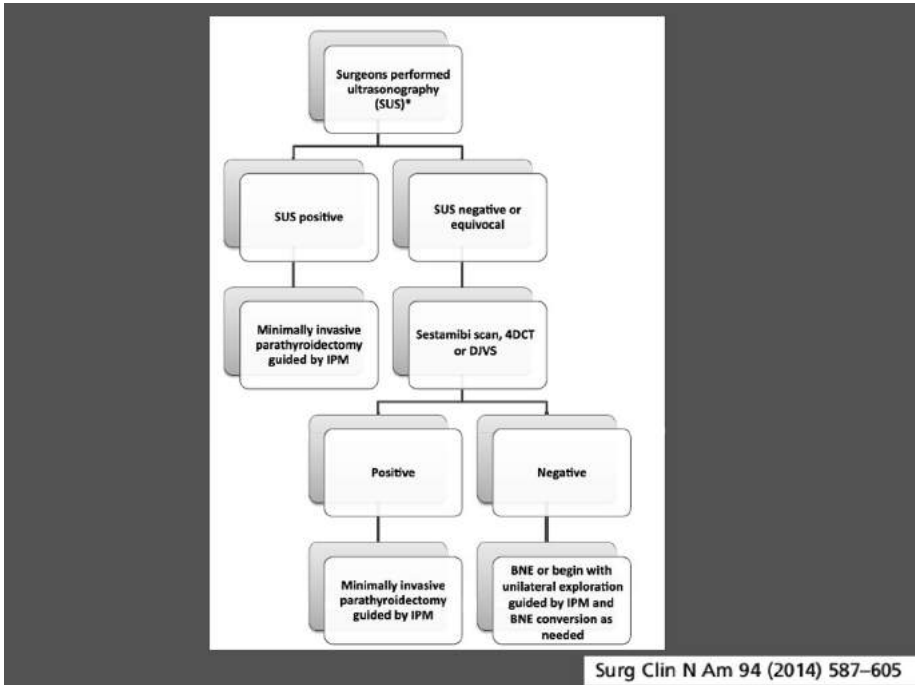 Surgeons performed
ultrasonography
(SUS)*
SUS positive
SUS negative or
equivocal
Minimally invasive
parathyroidectomy
guided by IPM
Sestamibi scan, 4DCT
or DJVS
Positive
Negative
Minimally invasive
parathyroidectomy
guided by IPM
BNE or begin with
unilateral exploration
guided by IPM and
BNE conversion as
needed
Surg Clin N Am 94 (2014) 587–605